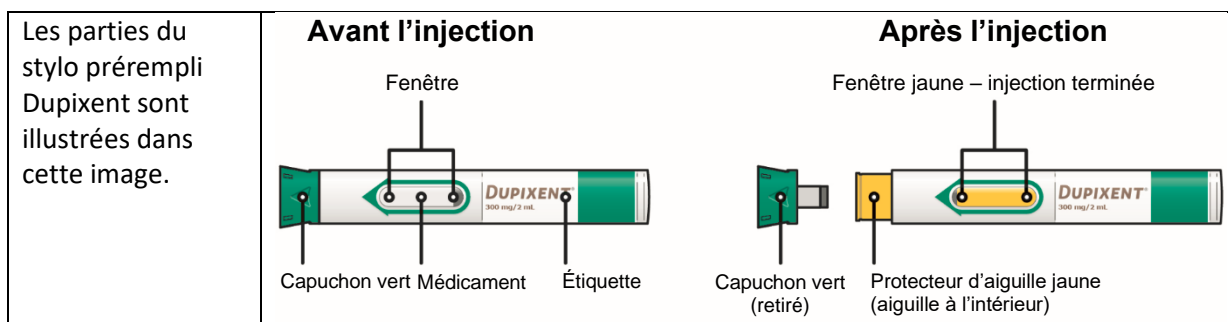 Les parties du
stylo prérempli
Dupixent sont
illustrées dans
cette image.
Avant l’injection
Fenêtre
DUPIXENT®
300 mg/2 mL
Capuchon vert
Médicament
Étiquette
Après l’injection
Fenêtre jaune – injection terminée
DUPIXENT®
300 mg/2 mL
Capuchon vert
(retiré)
Protecteur d’aiguille jaune
(aiguille à l’intérieur)